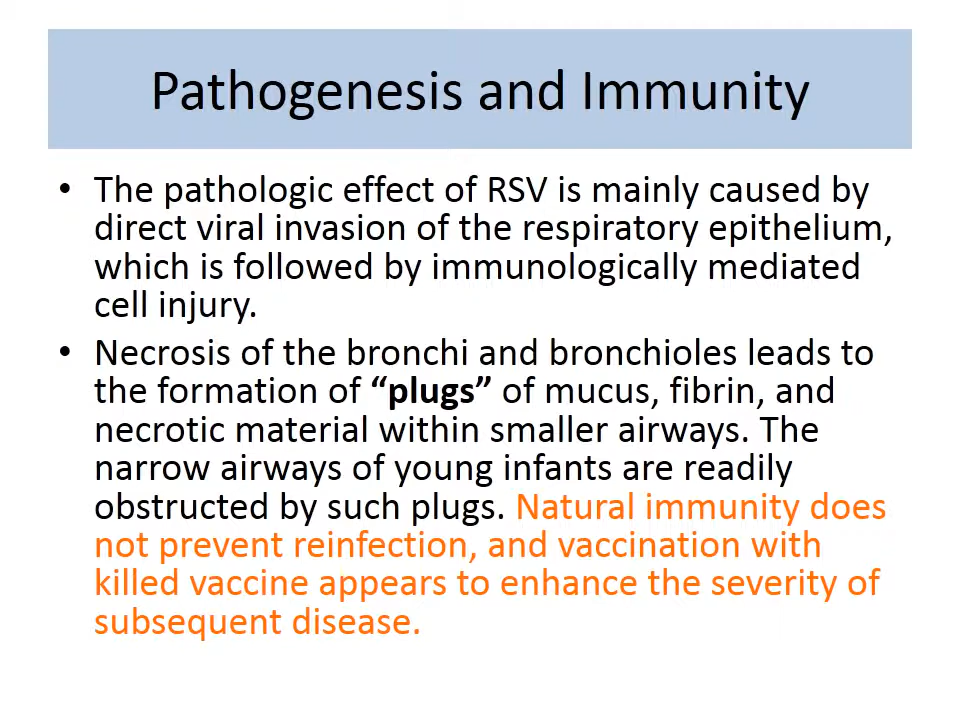 Pathogenesis and Immunity
• The pathologic effect of RSV is mainly caused by
direct viral invasion of the respiratory epithelium,
which is followed by immunologically mediated
cell injury.
• Necrosis of the bronchi and bronchioles leads to
the formation of “plugs” of mucus, fibrin, and
necrotic material within smaller airways. The
narrow airways of young infants are readily
obstructed by such plugs. Natural immunity does
not prevent reinfection, and vaccination with
killed vaccine appears to enhance the severity of
subsequent disease.